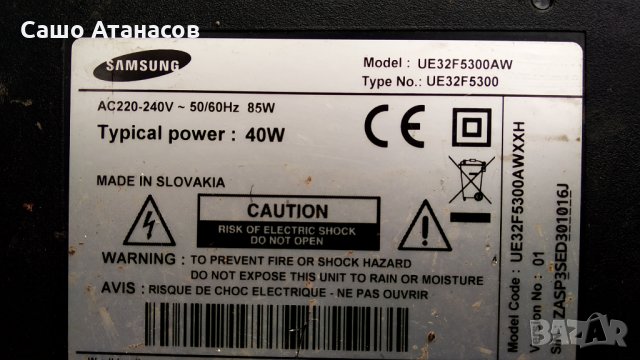 Сашо Атанасов
SAMSUNG
Model : UE32F5300AW
Type No.: UE32F5300
AC220-240V ~ 50/60Hz 85W
Typical power : 40W
MADE IN SLOVAKIA
CAUTION
RISK OF ELECTRIC SHOCK
DO NOT OPEN
WARNING : TO PREVENT FIRE OR SHOCK HAZARD
DO NOT EXPOSE THIS UNIT TO RAIN OR MOISTURE
AVIS : RISQUE DE CHOC ELECTRIQUE - NE PAS OUVRIR
Model Code : UE32F5300AWXXH
Version No : 01
ZASP3SED301016J
BAZAR